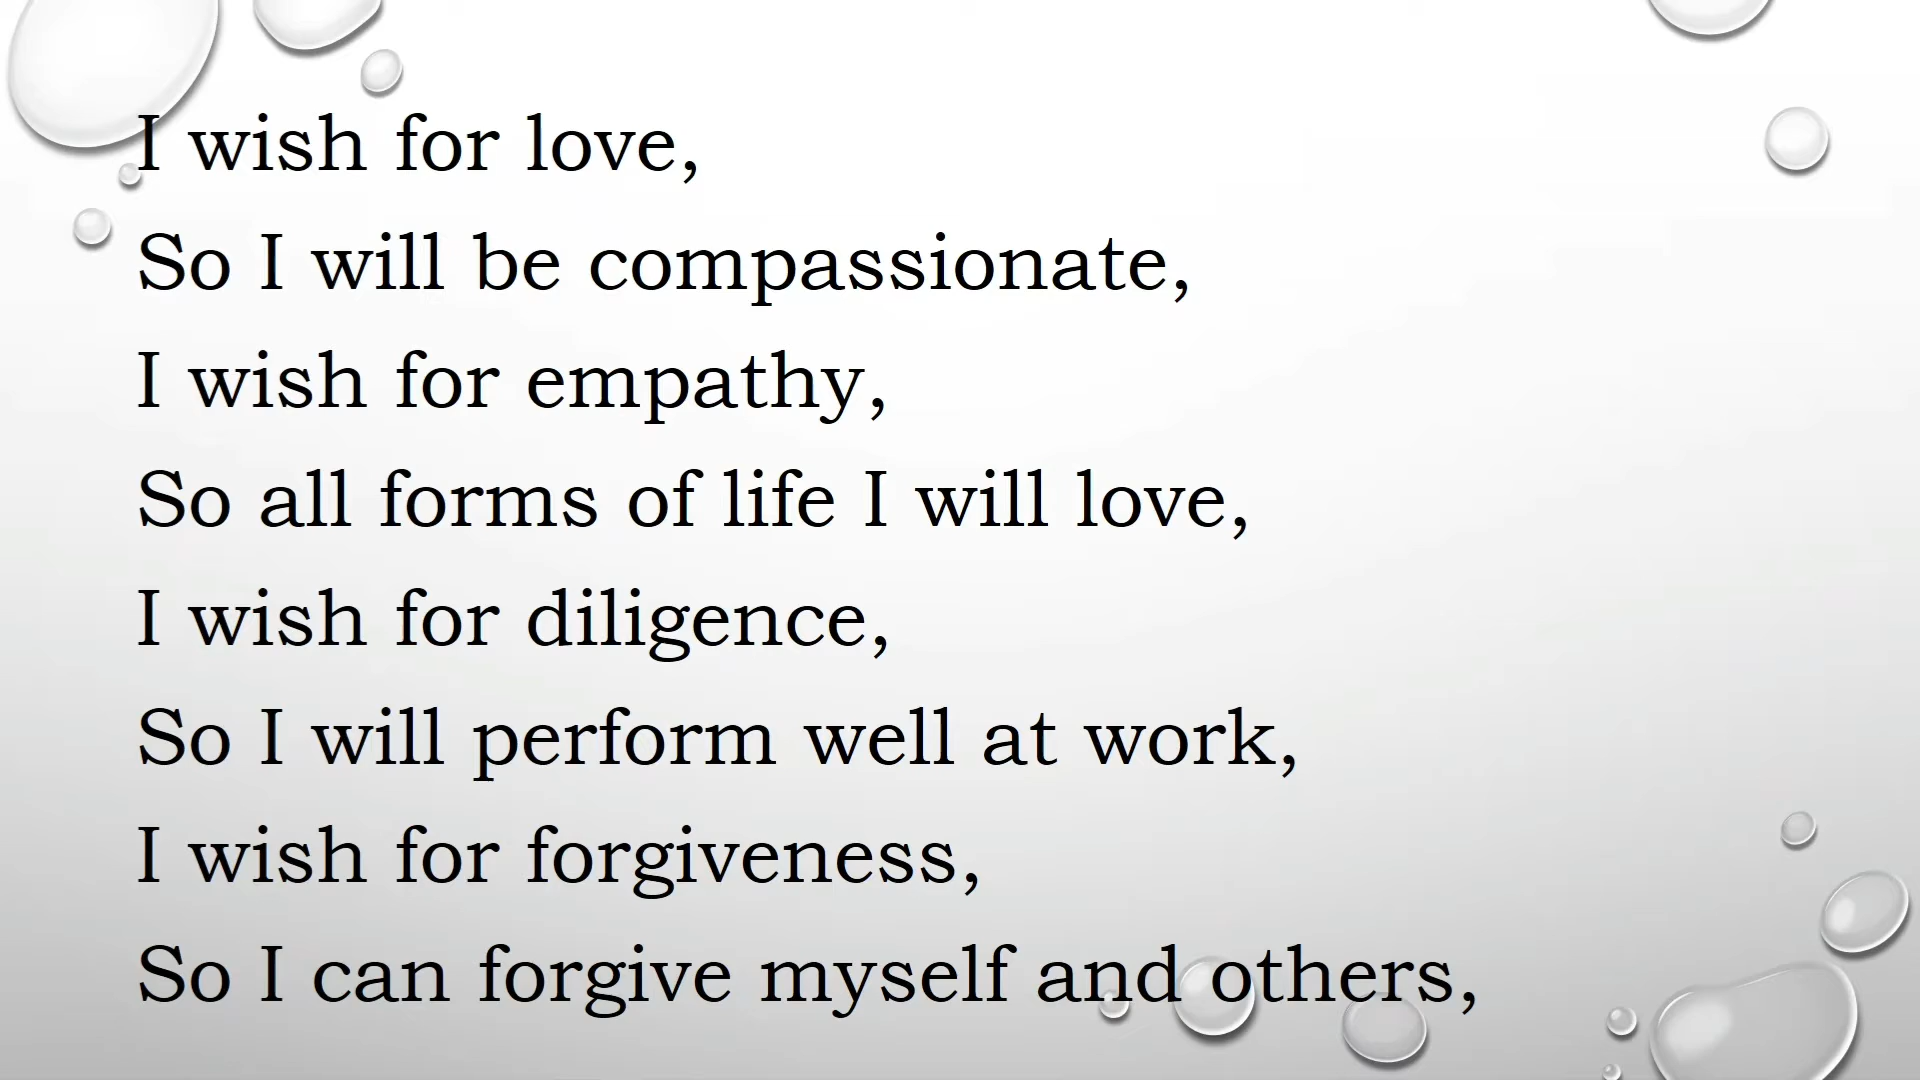 I wish for love,
So I will be compassionate,
I wish for empathy,
So all forms of life I will love,
I wish for diligence,
So I will perform well at work,
I wish for forgiveness,
So I can forgive myself and others,